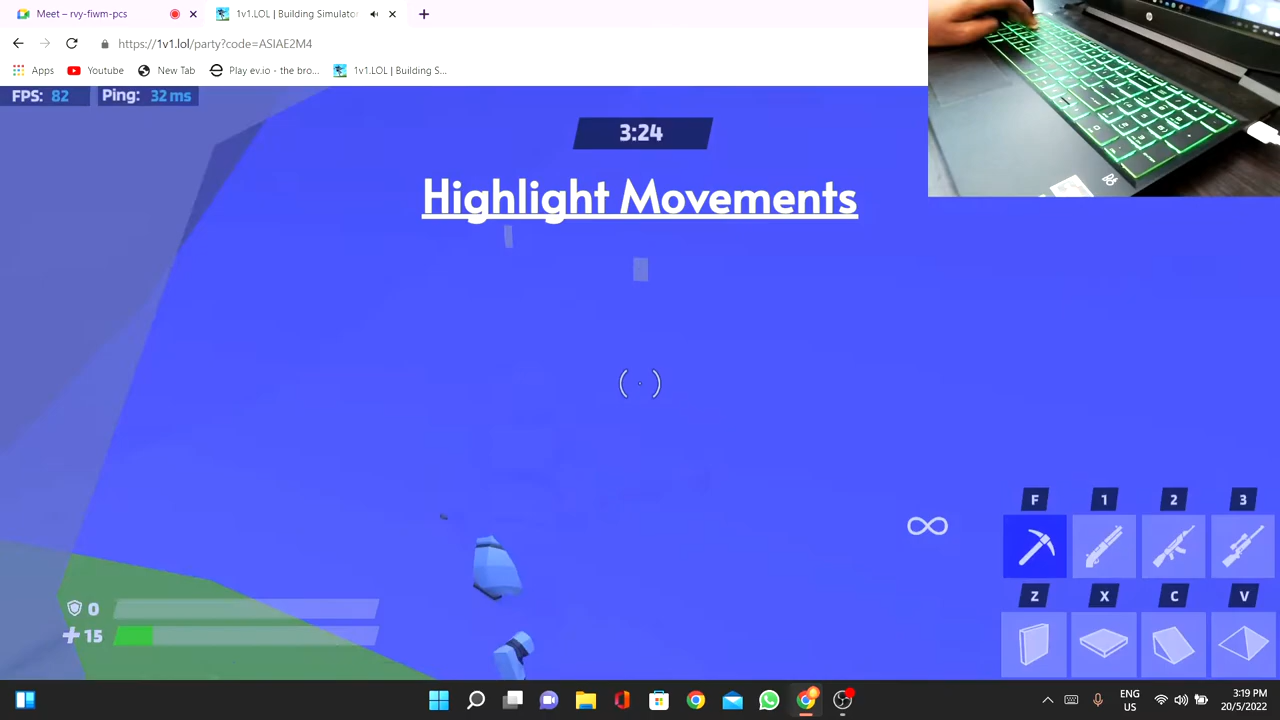 Meet – rvy-fiwm-pcs
1v1.LOL | Building Simulator
https://1v1.lol/party?code=ASIAE2M4
Apps
Youtube
New Tab
Play ev.io - the bro...
1v1.LOL | Building S...
FPS: 82
Ping: 32 ms
3:24
Highlight Movements
F
1
2
3
Z
X
C
V
0
15
ENG
US
3:19 PM
20/5/2022